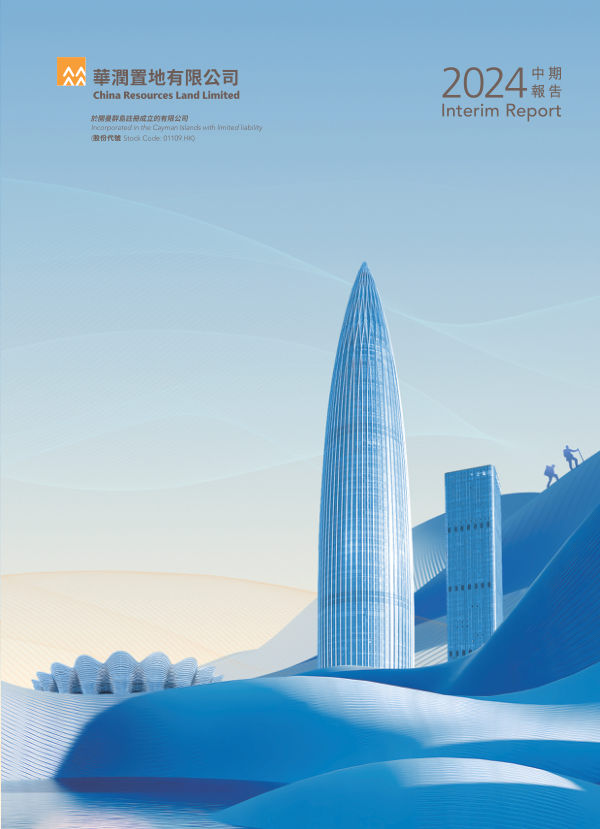 華潤置地有限公司
China Resources Land Limited
於開曼群島註冊成立的有限公司
Incorporated in the Cayman Islands with limited liability
(股份代號 Stock Code: 01109.HK)
2024 中期報告
Interim Report